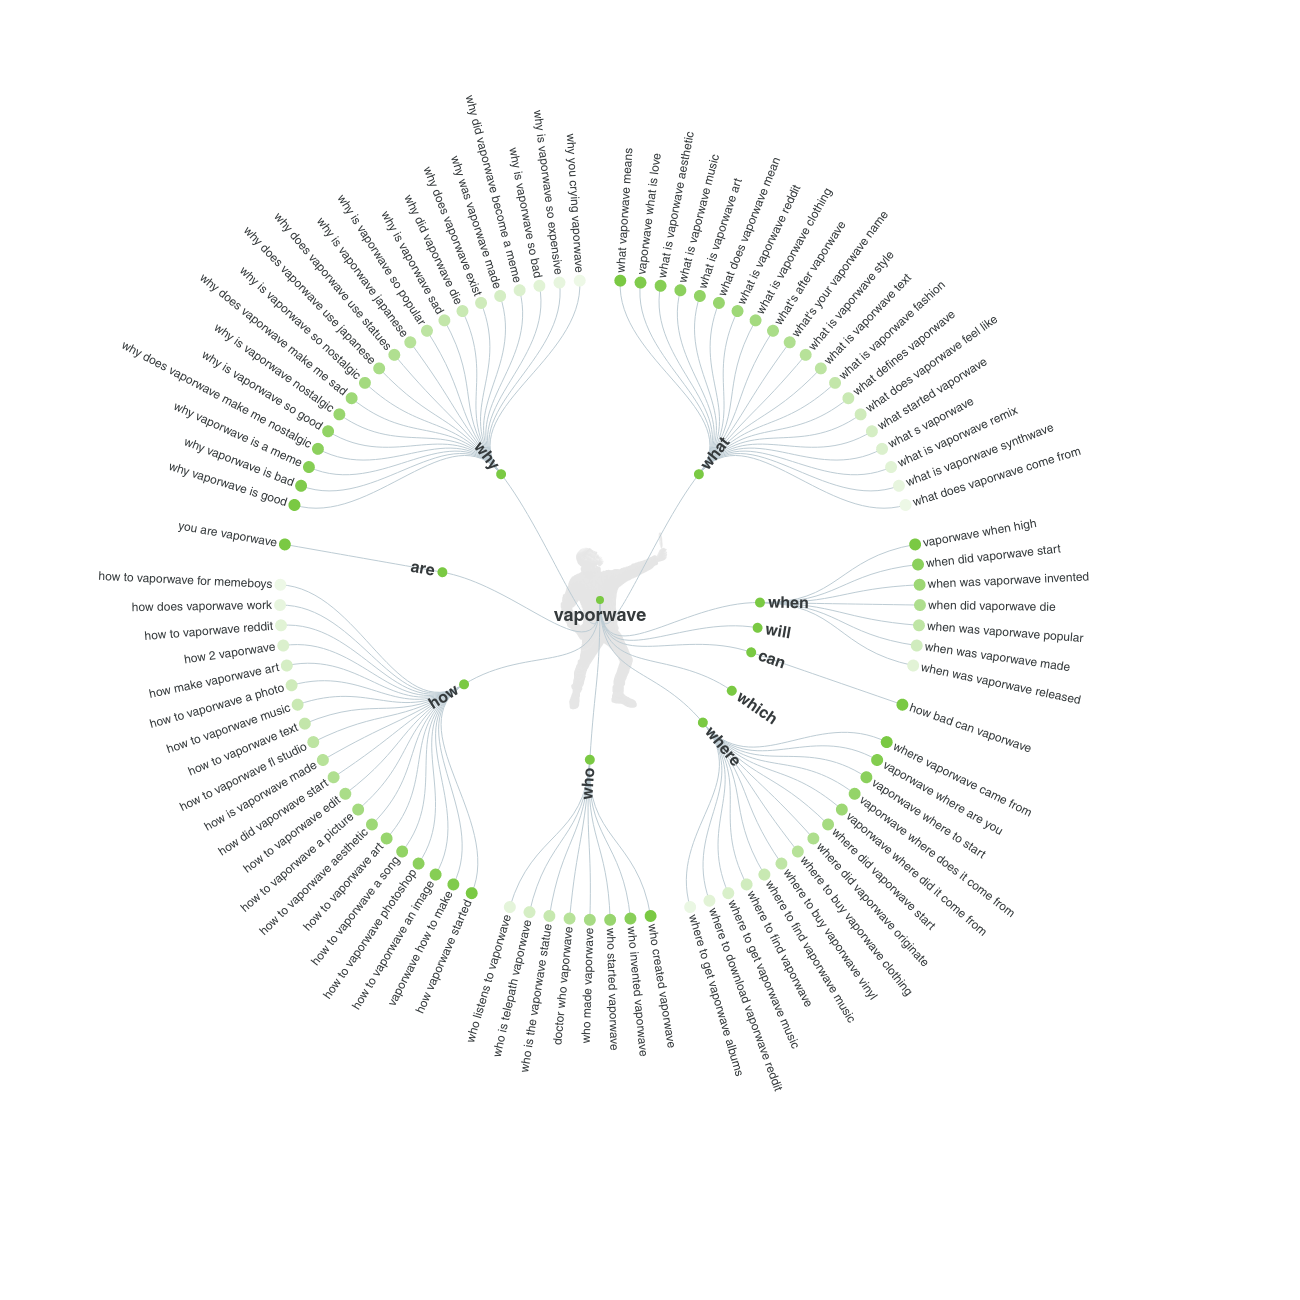 vaporwave
what
what vaporwave means
vaporwave what is love
what is vaporwave aesthetic
what is vaporwave music
what is vaporwave art
what does vaporwave mean
what is vaporwave reddit
what is vaporwave clothing
what's after vaporwave
what's your vaporwave name
what is vaporwave style
what is vaporwave text
what is vaporwave fashion
what defines vaporwave
what does vaporwave feel like
what started vaporwave
what s vaporwave
what is vaporwave remix
what is vaporwave synthwave
what does vaporwave come from
when
vaporwave when high
when did vaporwave start
when was vaporwave invented
when did vaporwave die
when was vaporwave popular
when was vaporwave made
when was vaporwave released
will
can
how bad can vaporwave
which
where
where vaporwave came from
vaporwave where are you
vaporwave where to start
vaporwave where does it come from
vaporwave where did it come from
where did vaporwave start
where did vaporwave originate
where to buy vaporwave clothing
where to buy vaporwave vinyl
where to find vaporwave music
where to find vaporwave
where to get vaporwave music
where to download vaporwave reddit
where to get vaporwave albums
who
who created vaporwave
who invented vaporwave
who started vaporwave
who made vaporwave
doctor who vaporwave
who is the vaporwave statue
who is telepath vaporwave
who listens to vaporwave
how
how vaporwave started
vaporwave how to make
how to vaporwave an image
how to vaporwave photoshop
how to vaporwave a song
how to vaporwave art
how to vaporwave aesthetic
how to vaporwave a picture
how to vaporwave edit
how did vaporwave start
how is vaporwave made
how to vaporwave fl studio
how to vaporwave text
how to vaporwave music
how to vaporwave a photo
how make vaporwave art
how 2 vaporwave
how to vaporwave reddit
how does vaporwave work
how to vaporwave for memeboys
are
you are vaporwave
why
why vaporwave is good
why vaporwave is bad
why vaporwave is a meme
why does vaporwave make me nostalgic
why is vaporwave so good
why is vaporwave nostalgic
why does vaporwave make me sad
why is vaporwave so nostalgic
why does vaporwave use japanese
why does vaporwave use statues
why is vaporwave japanese
why is vaporwave so popular
why is vaporwave sad
why did vaporwave die
why does vaporwave exist
why was vaporwave made
why did vaporwave become a meme
why is vaporwave so bad
why is vaporwave so expensive
why you crying vaporwave